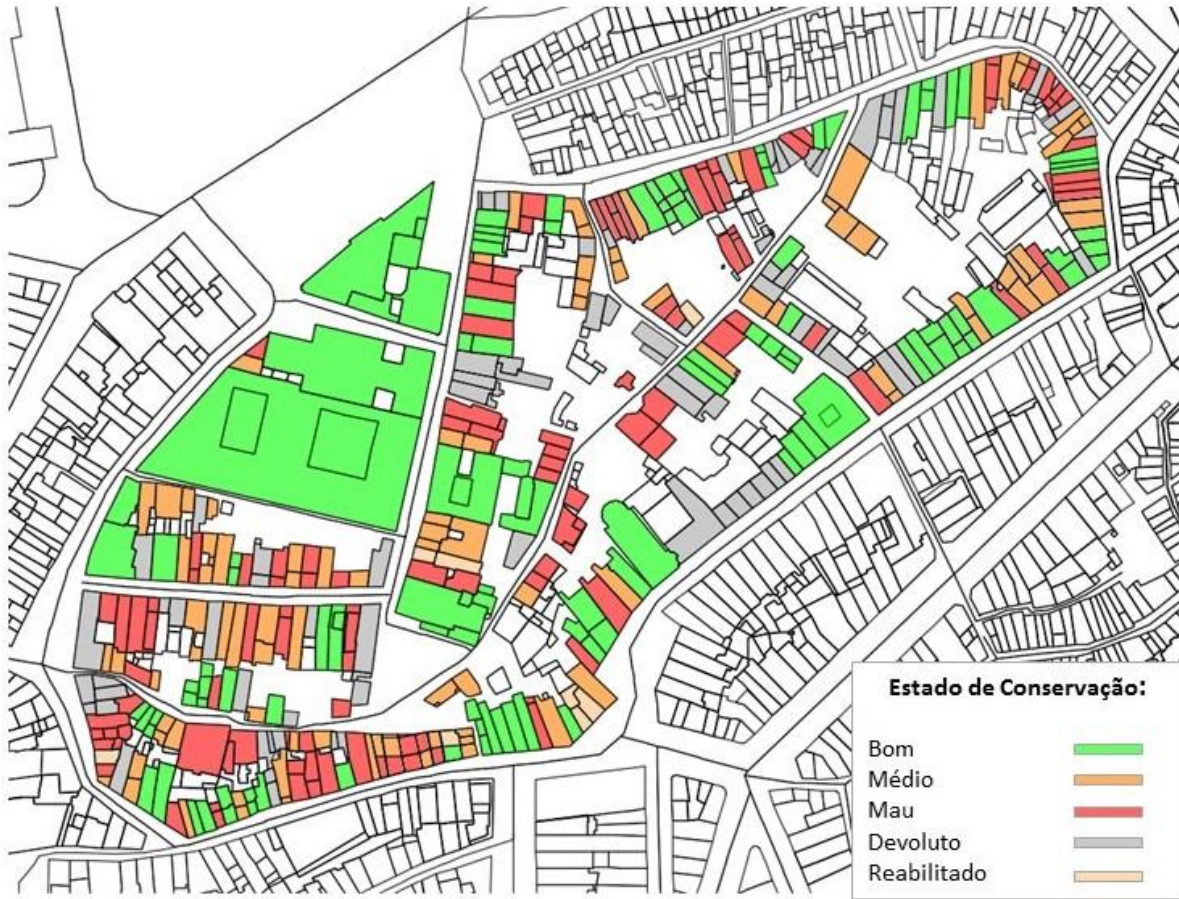 Estado de Conservação:
Bom
Médio
Mau
Devoluto
Reabilitado